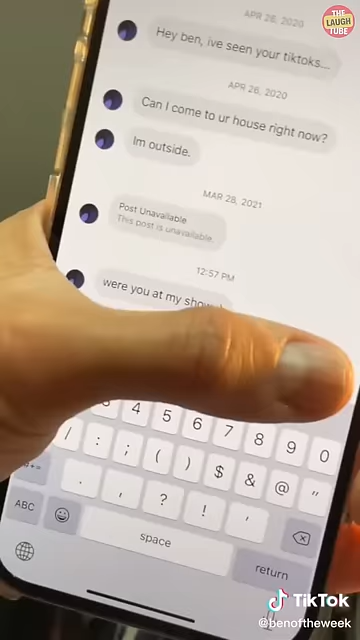 THE
LAUGH
TUBE
APR 26, 2020
Hey ben, ive seen your tiktoks...
APR 26, 2020
Can I come to ur house right now?
Im outside.
MAR 28, 2021
Post Unavailable
This post is unavailable.
12:57 PM
were you at my show
3 4 5 6 7 8 9 0
/ : ; ( ) $ & @ "
#+=
. , ? ! '
ABC
space
return
TikTok
@benoftheweek